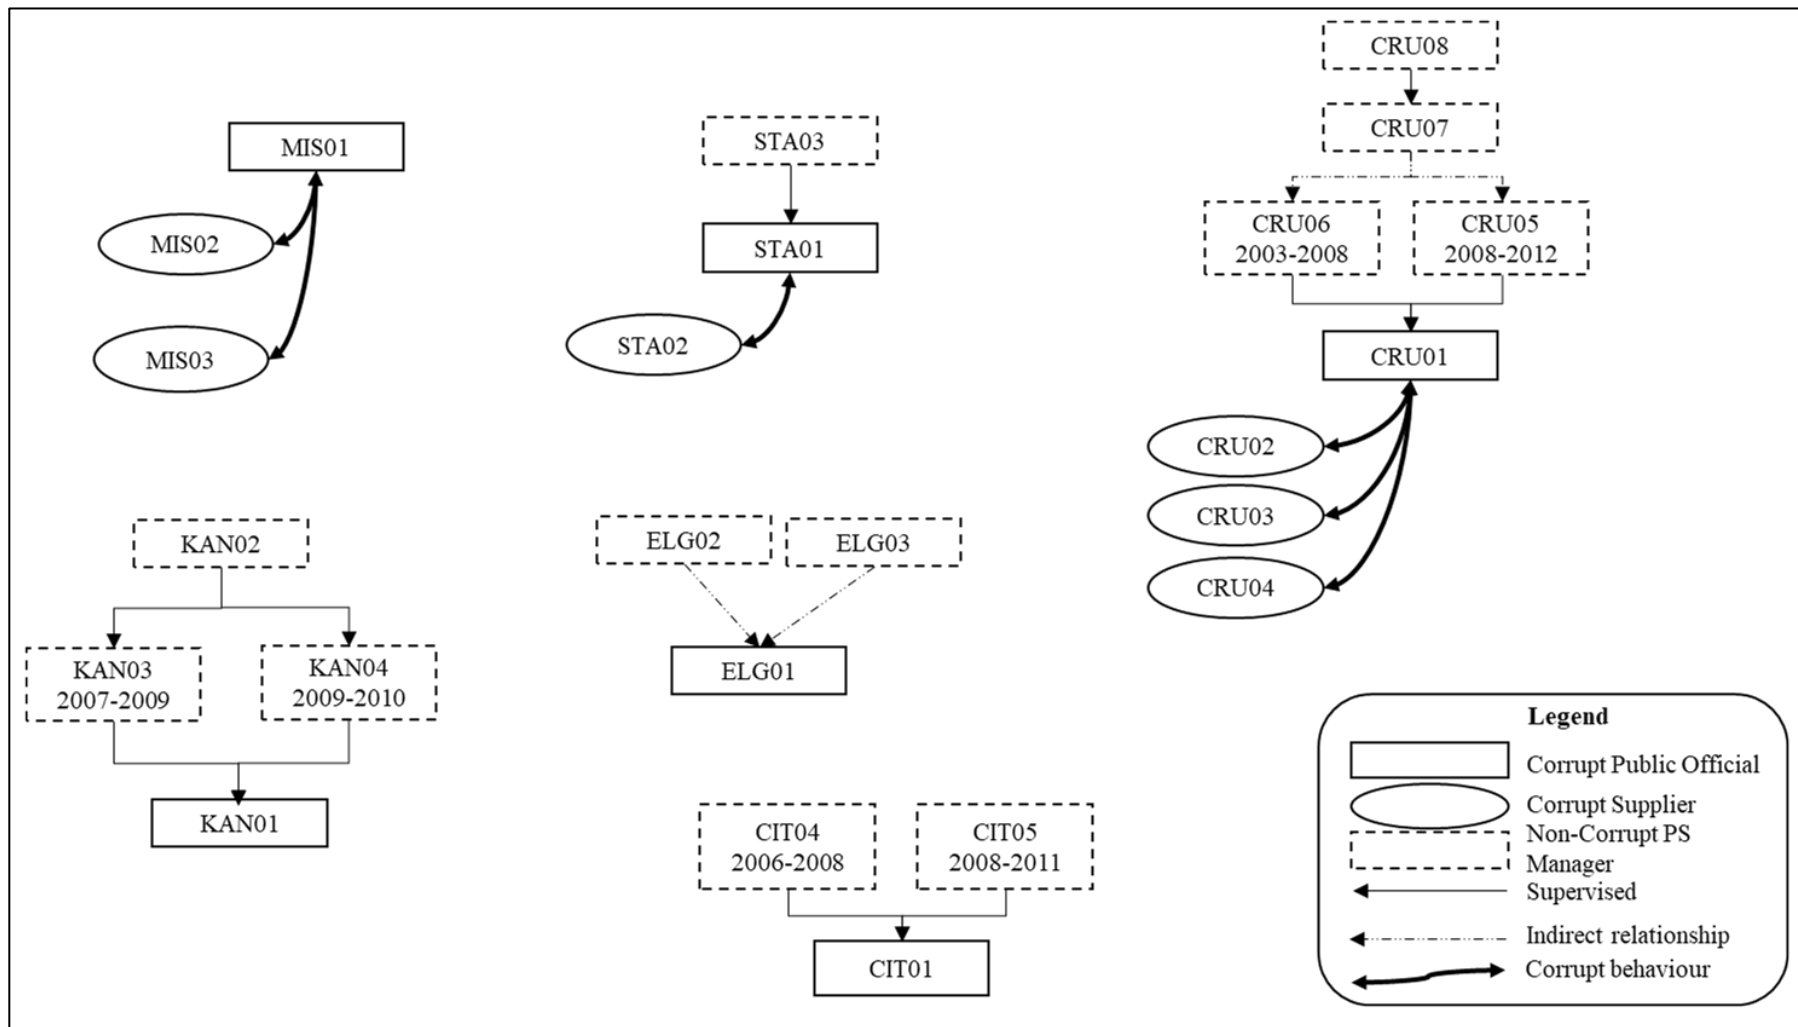 CRU08
CRU07
MIS01
STA03
CRU06
2003-2008
CRU05
2008-2012
MIS02
STA01
MIS03
STA02
CRU01
CRU02
CRU03
CRU04
KAN02
ELG02
ELG03
KAN03
2007-2009
KAN04
2009-2010
ELG01
KAN01
CIT04
2006-2008
CIT05
2008-2011
CIT01
Legend
Corrupt Public Official
Corrupt Supplier
Non-Corrupt PS
Manager
Supervised
Indirect relationship
Corrupt behaviour